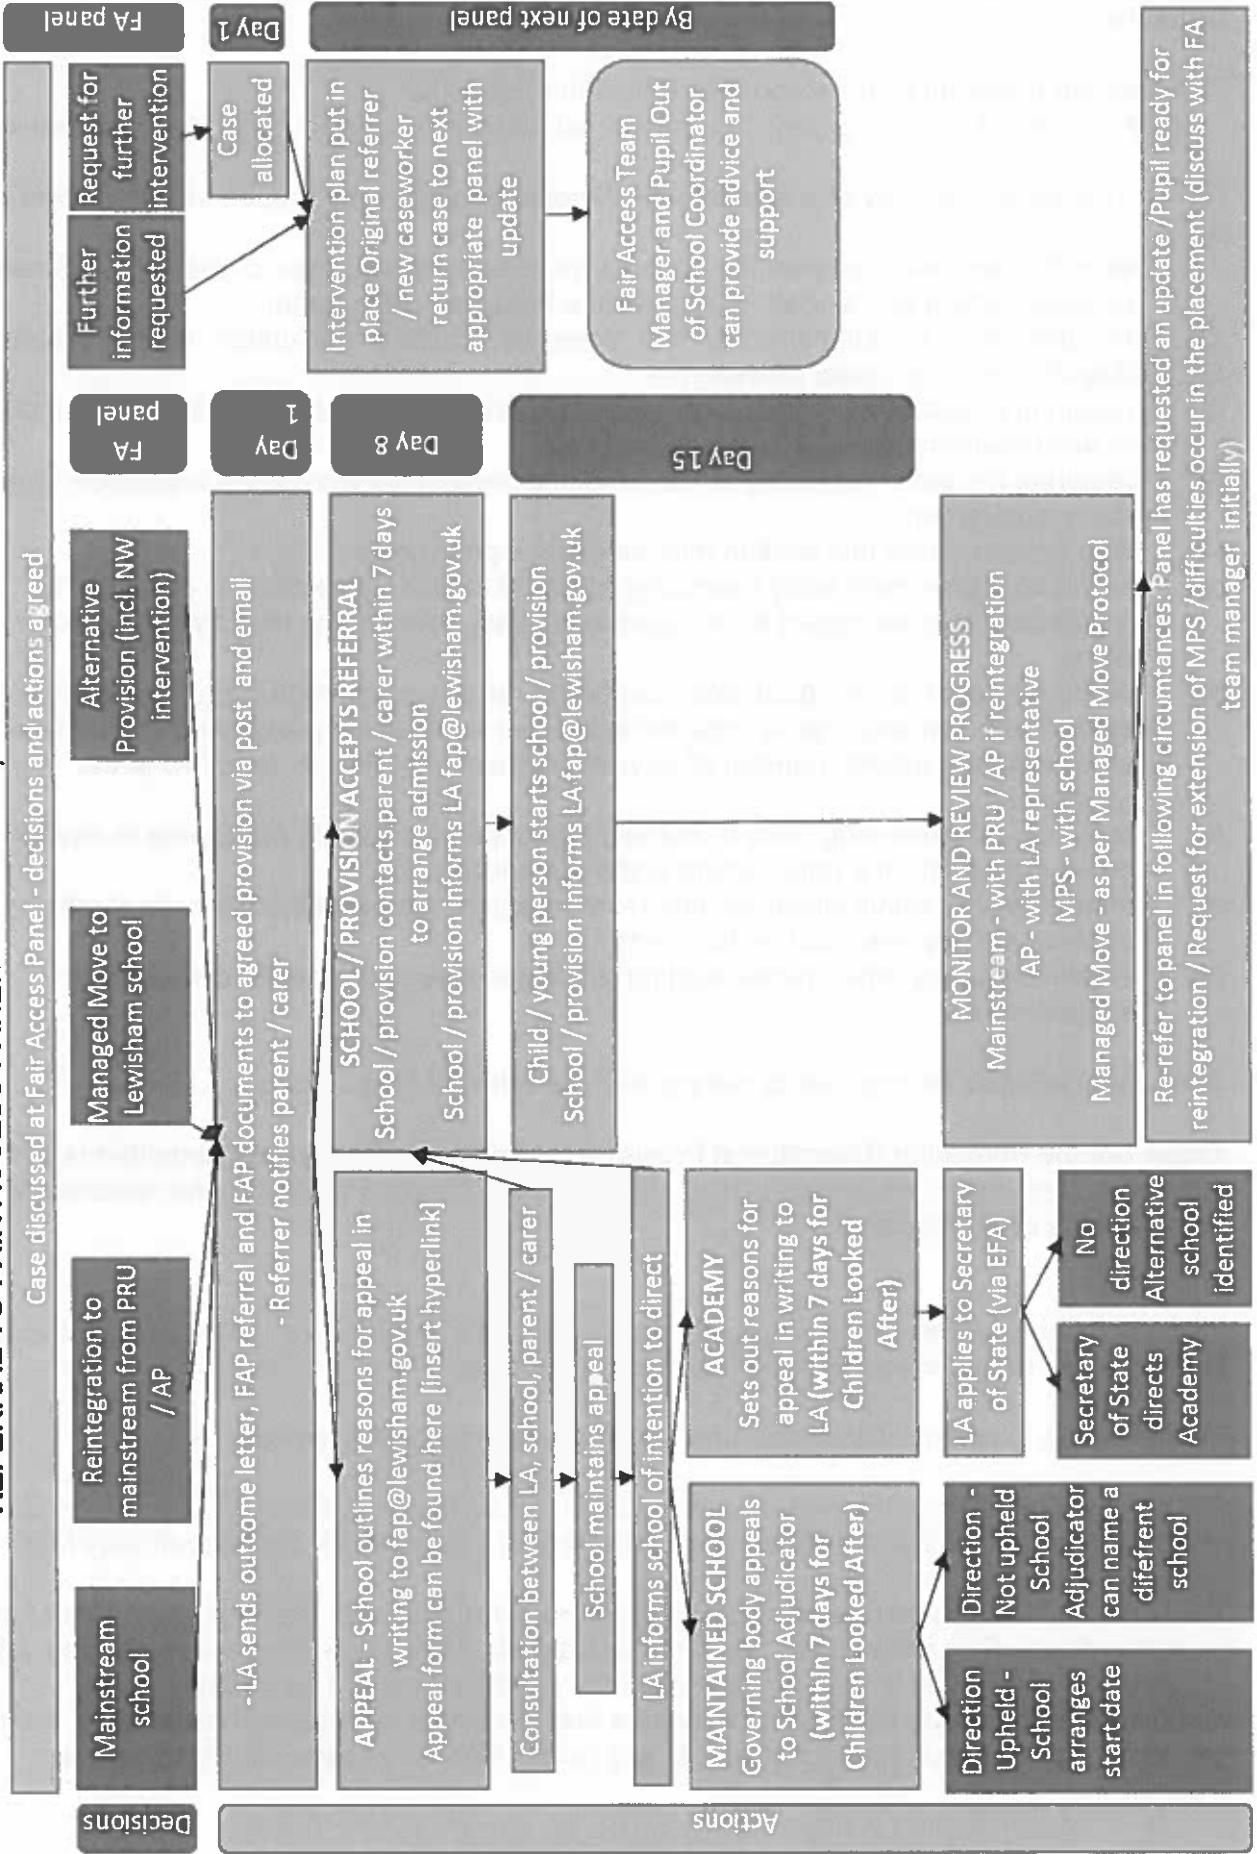 Case discussed at Fair Access Panel - decisions and actions agreed
Decisions
Mainstream
school
Reintegration to
mainstream from PRU
/ AP
Managed Move to
Lewisham school
Alternative
Provision (incl. NW
intervention)
FA
panel
Further
information
requested
Request for
further
intervention
FA panel
Actions
- LA sends outcome letter, FAP referral and FAP documents to agreed provision via post and email
- Referrer notifies parent / carer
Day
1
Case
allocated
Day 1
APPEAL - School outlines reasons for appeal in
writing to fap@lewisham.gov.uk
Appeal form can be found here [insert hyperlink]
SCHOOL / PROVISION ACCEPTS REFERRAL
School / provision contacts parent / carer within 7 days
to arrange admission
School / provision informs LA fap@lewisham.gov.uk
Day 8
Intervention plan put in
place Original referrer
/ new caseworker
return case to next
appropriate panel with
update
By date of next panel
Consultation between LA, school, parent / carer
School maintains appeal
LA informs school of intention to direct
Child / young person starts school / provision
School / provision informs LA fap@lewisham.gov.uk
Day 15
Fair Access Team
Manager and Pupil Out
of School Coordinator
can provide advice and
support
MAINTAINED SCHOOL
Governing body appeals
to School Adjudicator
(within 7 days for
Children Looked After)
ACADEMY
Sets out reasons for
appeal in writing to
LA (within 7 days for
Children Looked
After)
Direction -
Upheld -
School
arranges
start date
Direction -
Not upheld
School
Adjudicator
can name a
difefrent
school
LA applies to Secretary
of State (via EFA)
Secretary
of State
directs
Academy
No
direction
Alternative
school
identified
MONITOR AND REVIEW PROGRESS
Mainstream - with PRU / AP if reintegration
AP - with LA representative
MPS - with school
Managed Move - as per Managed Move Protocol
Re-refer to panel in following circumtances: Panel has requested an update /Pupil ready for
reintegration / Request for extension of MPS /difficulties occur in the placement (discuss with FA
team manager initially)